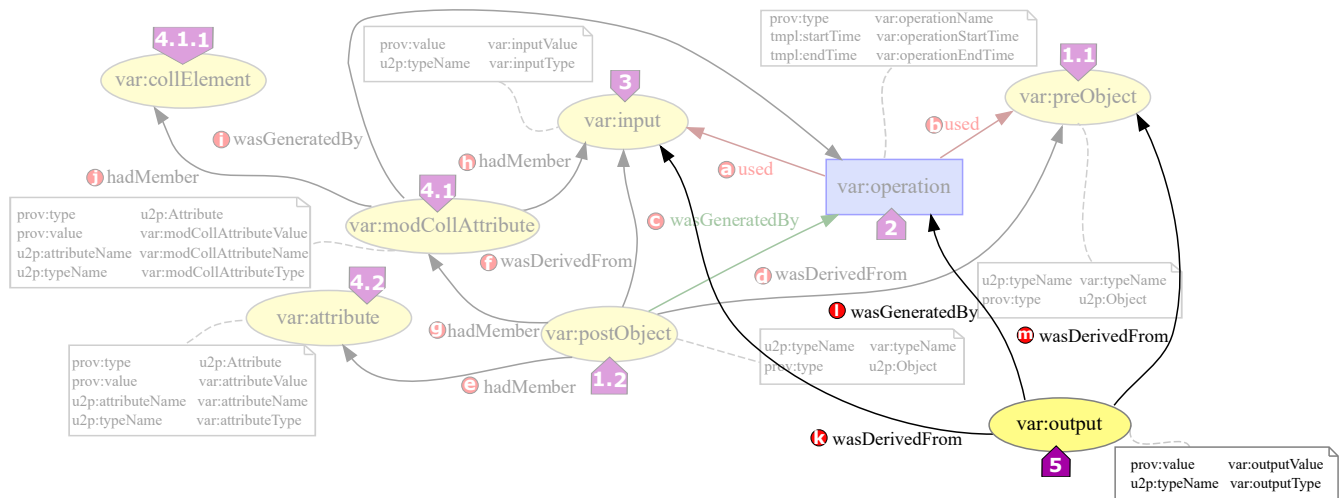 4.1.1
var:collElement
prov:value var:inputValue
u2p:typeName var:inputType
3
var:input
prov:type var:operationName
tmpl:startTime var:operationStartTime
tmpl:endTime var:operationEndTime
1.1
var:preObject
i wasGeneratedBy
j hadMember
h hadMember
a used
b used
var:operation
2
4.1
var:modCollAttribute
prov:type u2p:Attribute
prov:value var:modCollAttributeValue
u2p:attributeName var:modCollAttributeName
u2p:typeName var:modCollAttributeType
c wasGeneratedBy
f wasDerivedFrom
d wasDerivedFrom
u2p:typeName var:typeName
prov:type u2p:Object
4.2
var:attribute
g hadMember
var:postObject
1.2
l wasGeneratedBy
m wasDerivedFrom
u2p:typeName var:typeName
prov:type u2p:Object
prov:type u2p:Attribute
prov:value var:attributeValue
u2p:attributeName var:attributeName
u2p:typeName var:attributeType
e hadMember
k wasDerivedFrom
var:output
5
prov:value var:outputValue
u2p:typeName var:outputType